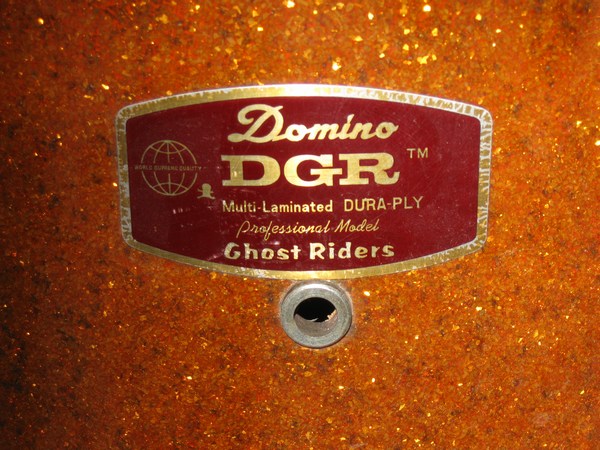 Domino
DGR™
Multi-Laminated DURA-PLY
Professional Model
Ghost Riders